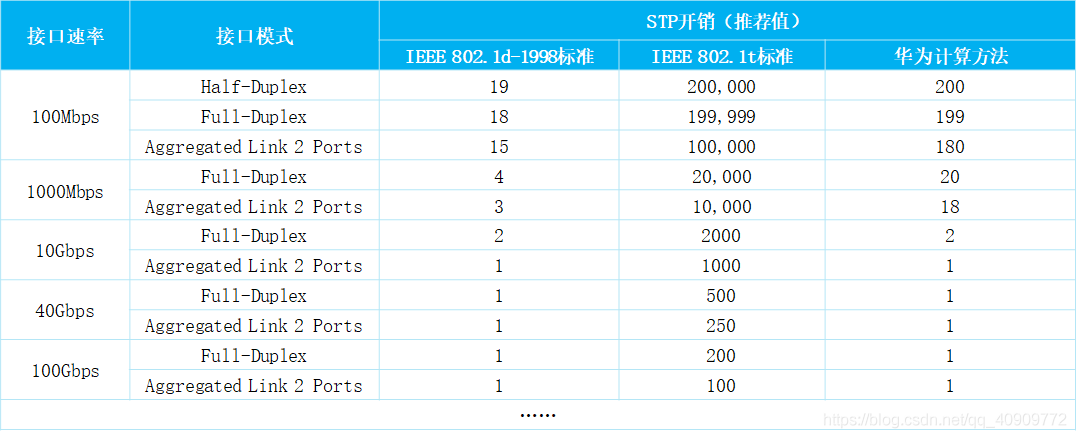 接口速率 接口模式 STP开销（推荐值）
IEEE 802.1d-1998标准 IEEE 802.1t标准 华为计算方法
100Mbps Half-Duplex 19 200,000 200
Full-Duplex 18 199,999 199
Aggregated Link 2 Ports 15 100,000 180
1000Mbps Full-Duplex 4 20,000 20
Aggregated Link 2 Ports 3 10,000 18
10Gbps Full-Duplex 2 2000 2
Aggregated Link 2 Ports 1 1000 1
40Gbps Full-Duplex 1 500 1
Aggregated Link 2 Ports 1 250 1
100Gbps Full-Duplex 1 200 1
Aggregated Link 2 Ports 1 100 1
……
https://blog.csdn.net/qq_40909772